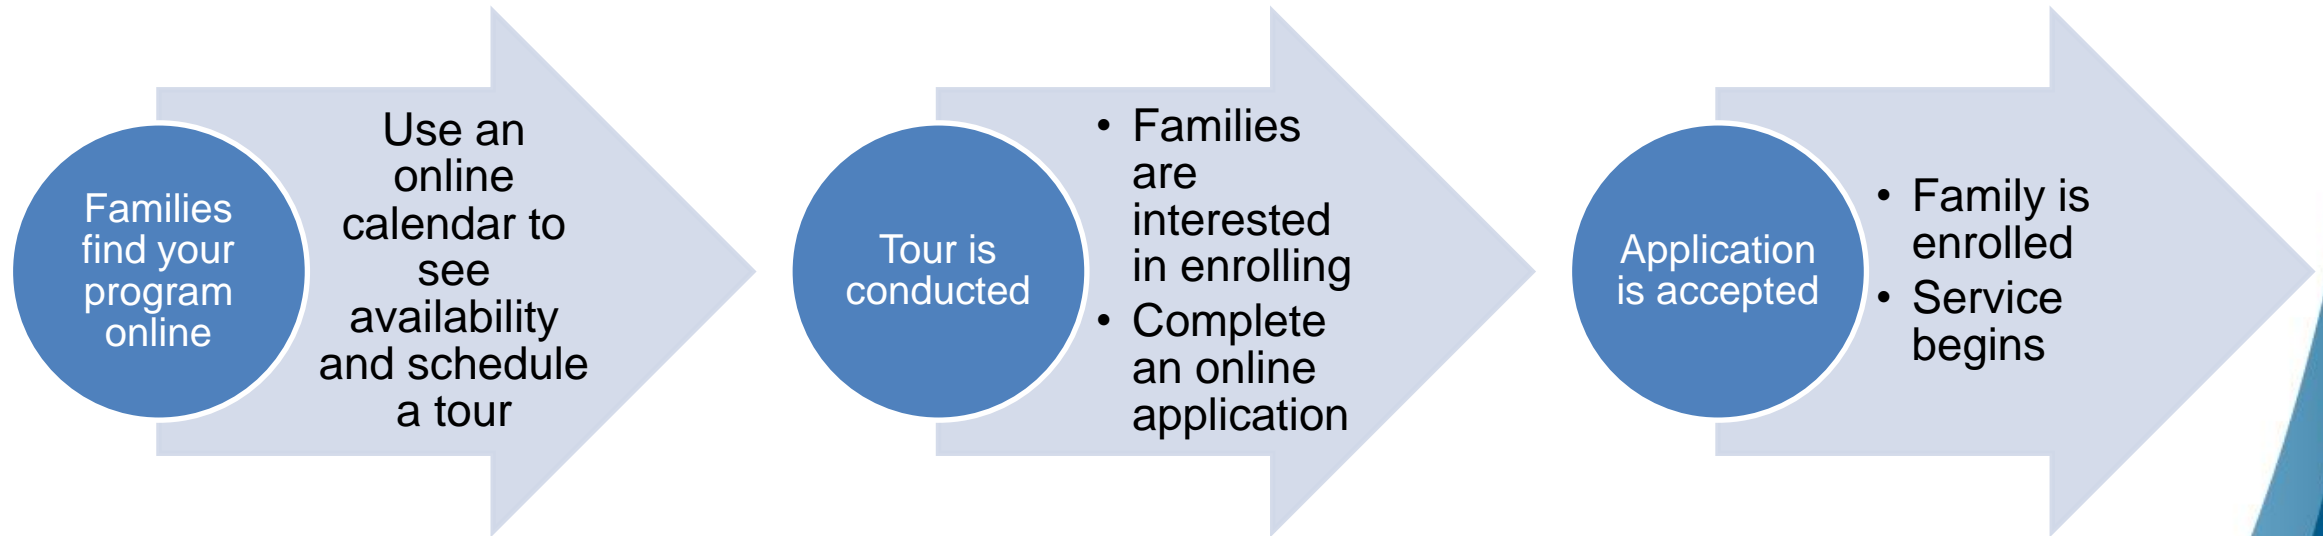 Families
find your
program
online
Use an
online
calendar to
see
availability
and schedule
a tour
Tour is
conducted
• Families
are
interested
in enrolling
• Complete
an online
application
Application
is accepted
• Family is
enrolled
• Service
begins